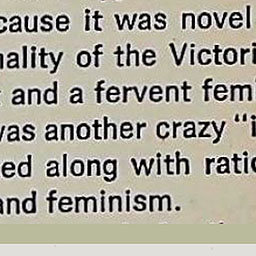 cause it was novel
ality of the Victori
and a fervent fem
was another crazy "i
ed along with ratio
and feminism.